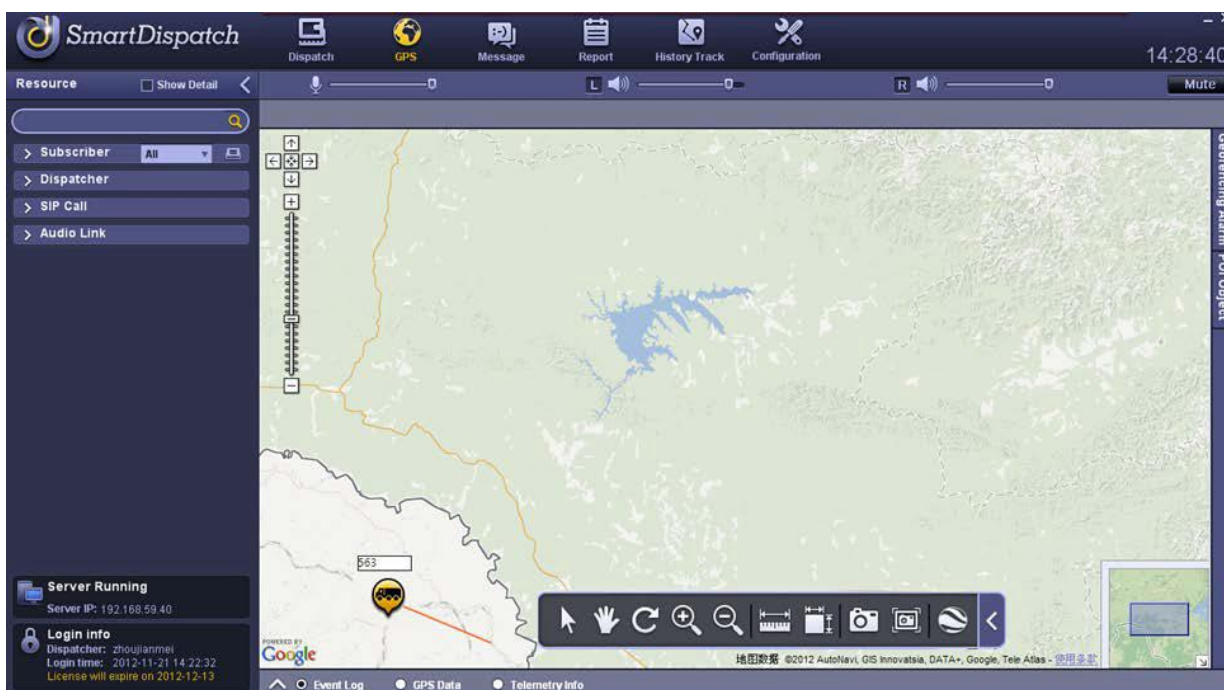 SmartDispatch
Dispatch
GPS
Message
Report
History Track
Configuration
14:28:40
Resource
Show Detail
L
R
Mute
Subscriber
All
Dispatcher
SIP Call
Audio Link
Geofencing Alarm
POI Object
563
Server Running
Server IP: 192.168.59.40
Login info
Dispatcher: zhoujianmei
Login time: 2012-11-21 14:22:32
License will expire on 2012-12-13
POWERED BY
Google
地图数据 ©2012 AutoNavi, GIS Innovatsia, DATA+, Google, Tele Atlas - 使用条款
Event Log
GPS Data
Telemetry Info